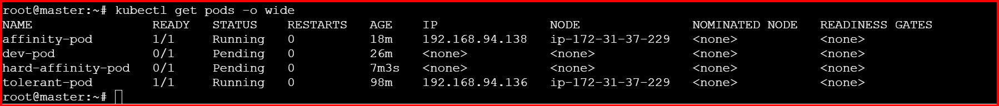 root@master:~# kubectl get pods -o wide
NAME                READY   STATUS    RESTARTS   AGE    IP               NODE               NOMINATED NODE   READINESS GATES
affinity-pod        1/1     Running   0          18m    192.168.94.138   ip-172-31-37-229   <none>           <none>
dev-pod             0/1     Pending   0          26m    <none>           <none>             <none>           <none>
hard-affinity-pod   0/1     Pending   0          7m3s   <none>           <none>             <none>           <none>
tolerant-pod        1/1     Running   0          98m    192.168.94.136   ip-172-31-37-229   <none>           <none>
root@master:~#